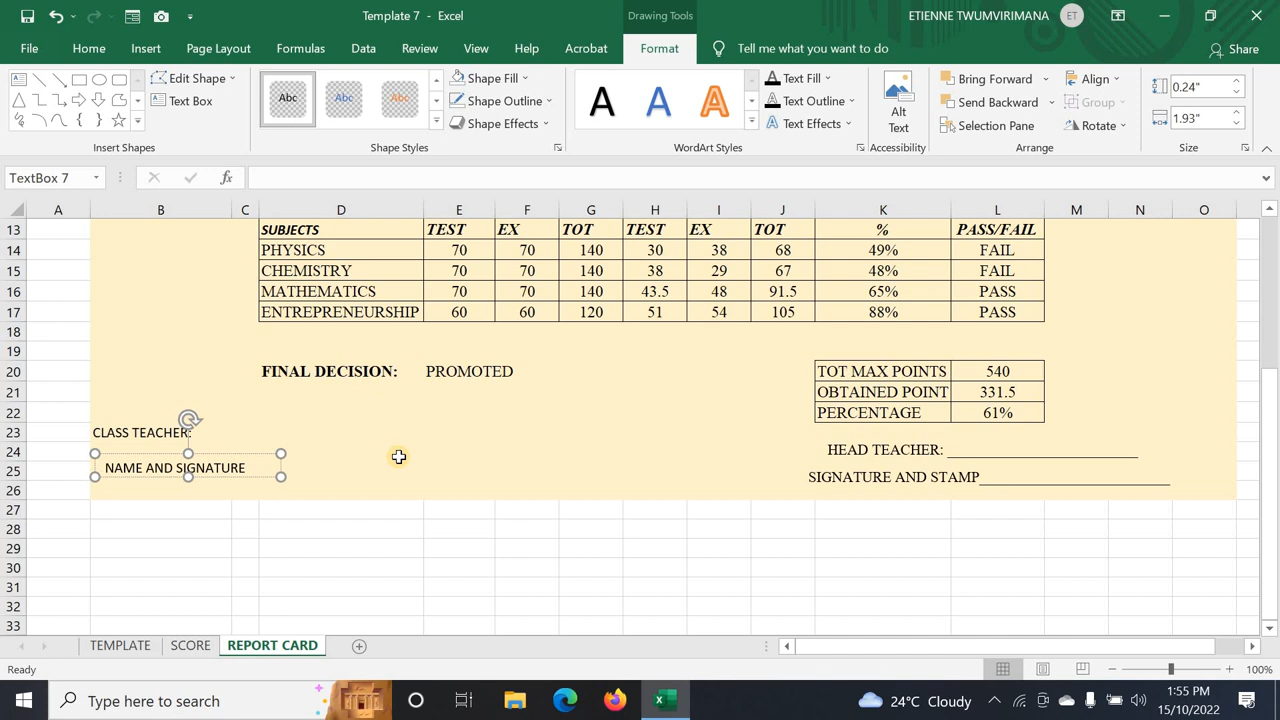 Template 7 - Excel
Drawing Tools
ETIENNE TWUMVIRIMANA
ET
File
Home
Insert
Page Layout
Formulas
Data
Review
View
Help
Acrobat
Format
Tell me what you want to do
Share
Edit Shape
Text Box
Insert Shapes
Abc
Abc
Abc
Shape Fill
Shape Outline
Shape Effects
Shape Styles
A
A
A
Text Fill
Text Outline
Text Effects
WordArt Styles
Alt
Text
Accessibility
Bring Forward
Send Backward
Selection Pane
Align
Group
Rotate
Arrange
0.24"
1.93"
Size
TextBox 7
fx
A B C D E F G H I J K L M N O
13 SUBJECTS TEST EX TOT TEST EX TOT % PASS/FAIL
14 PHYSICS 70 70 140 30 38 68 49% FAIL
15 CHEMISTRY 70 70 140 38 29 67 48% FAIL
16 MATHEMATICS 70 70 140 43.5 48 91.5 65% PASS
17 ENTREPRENEURSHIP 60 60 120 51 54 105 88% PASS
18
19
20 FINAL DECISION: PROMOTED TOT MAX POINTS 540
21 OBTAINED POINT 331.5
22 PERCENTAGE 61%
23 CLASS TEACHER:
24 HEAD TEACHER: ____________________
25 NAME AND SIGNATURE SIGNATURE AND STAMP____________________
26
27
28
29
30
31
32
33
TEMPLATE
SCORE
REPORT CARD
Ready
100%
Type here to search
24°C Cloudy
1:55 PM
15/10/2022